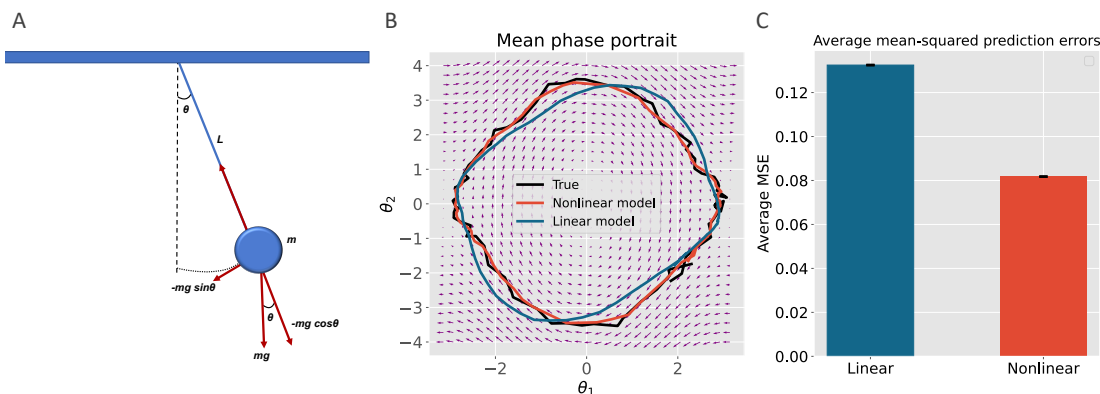 A
θ
L
m
-mg sinθ
θ
-mg cosθ
mg
B
Mean phase portrait
4
3
2
1
0
−1
−2
−3
−4
θ₂
True
Nonlinear model
Linear model
−2
0
2
θ₁
C
Average mean-squared prediction errors
0.12
0.10
0.08
0.06
0.04
0.02
0.00
Average MSE
Linear
Nonlinear